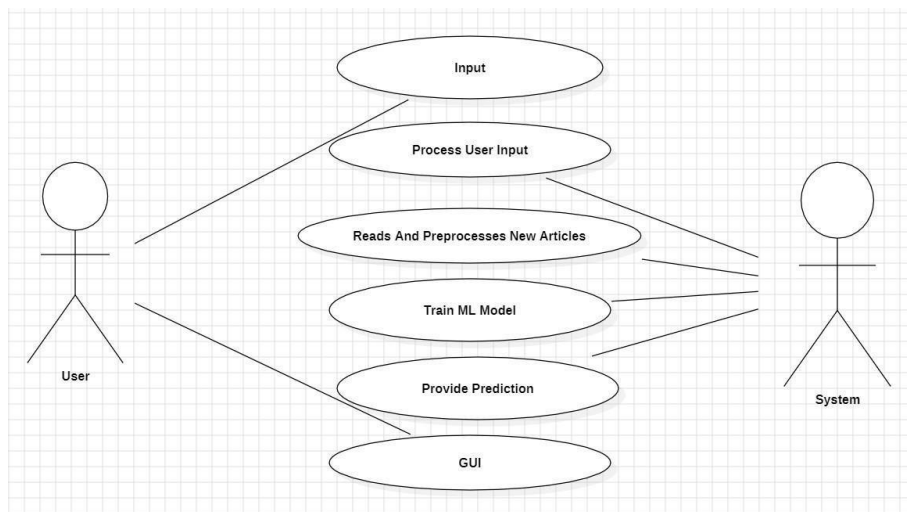 Input
Process User Input
Reads And Preprocesses New Articles
Train ML Model
Provide Prediction
GUI
User
System